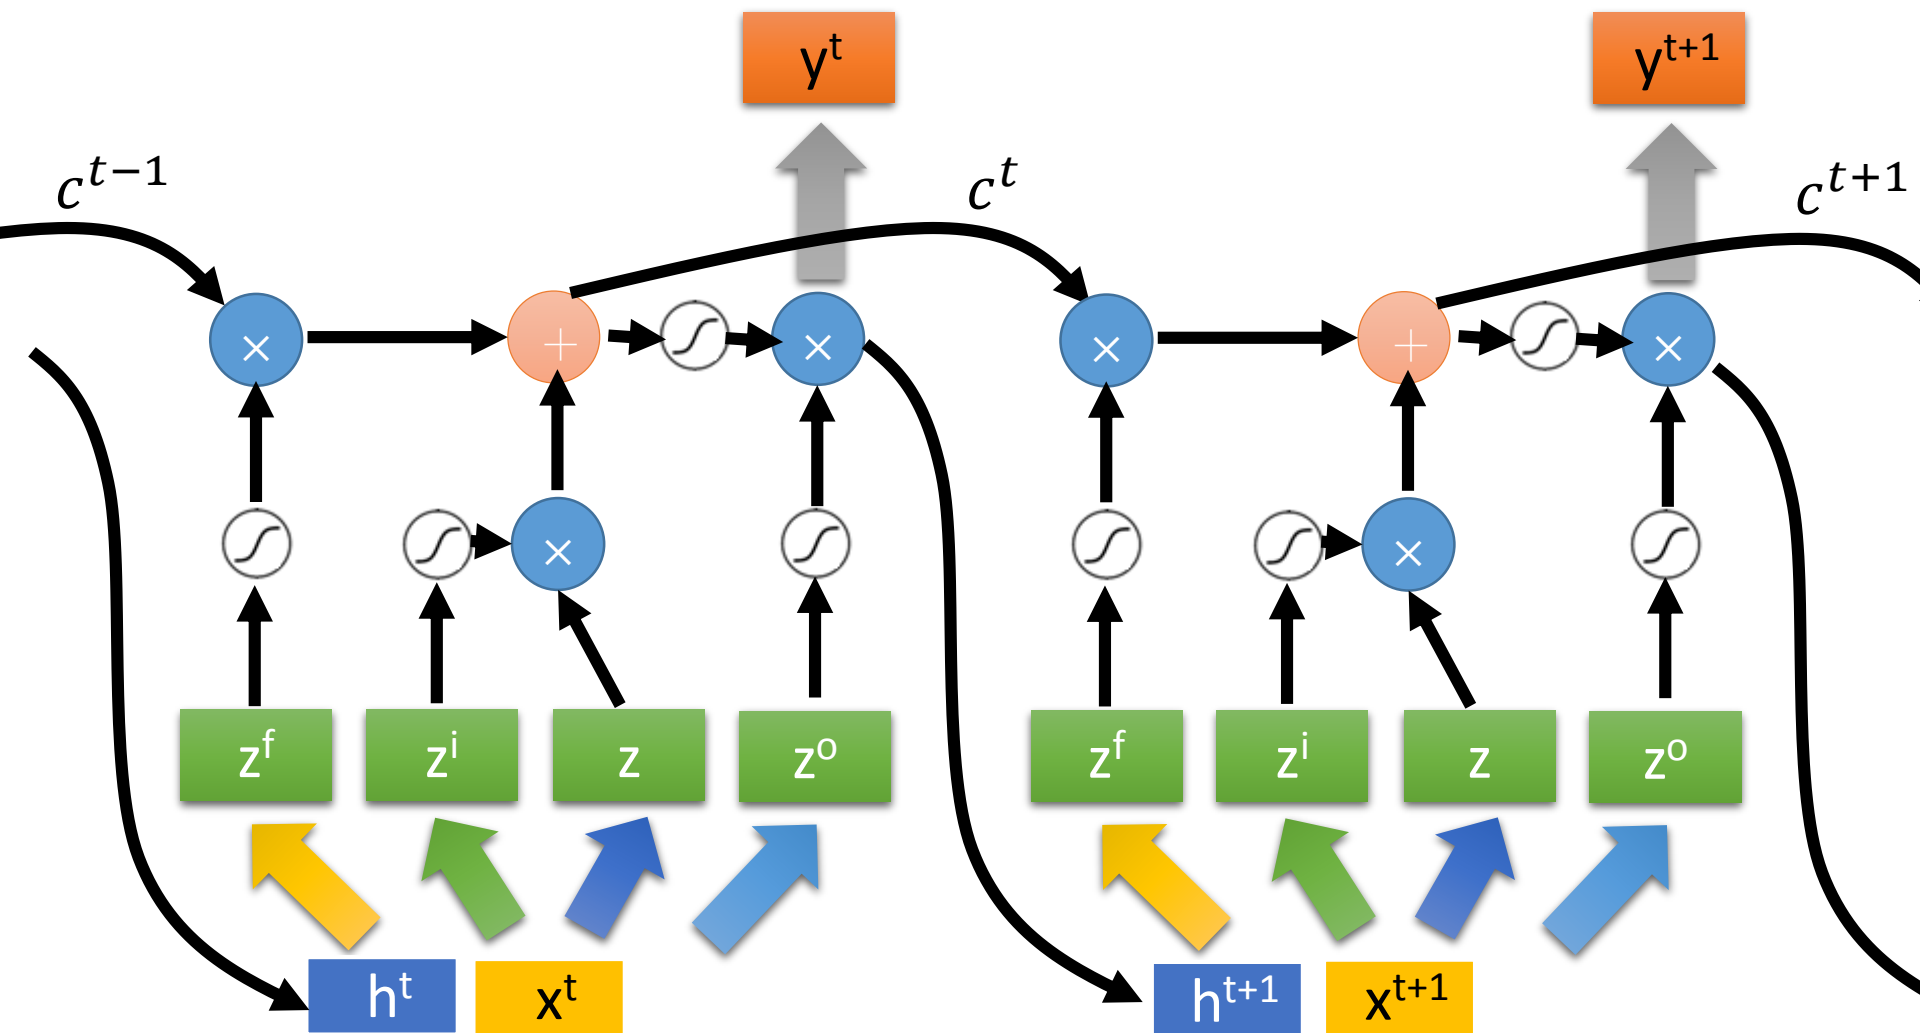 y^t y^{t+1}
c^{t−1} c^t c^{t+1}
× + × × + ×
× ×
z^f z^i z z^o z^f z^i z z^o
h^t x^t h^{t+1} x^{t+1}